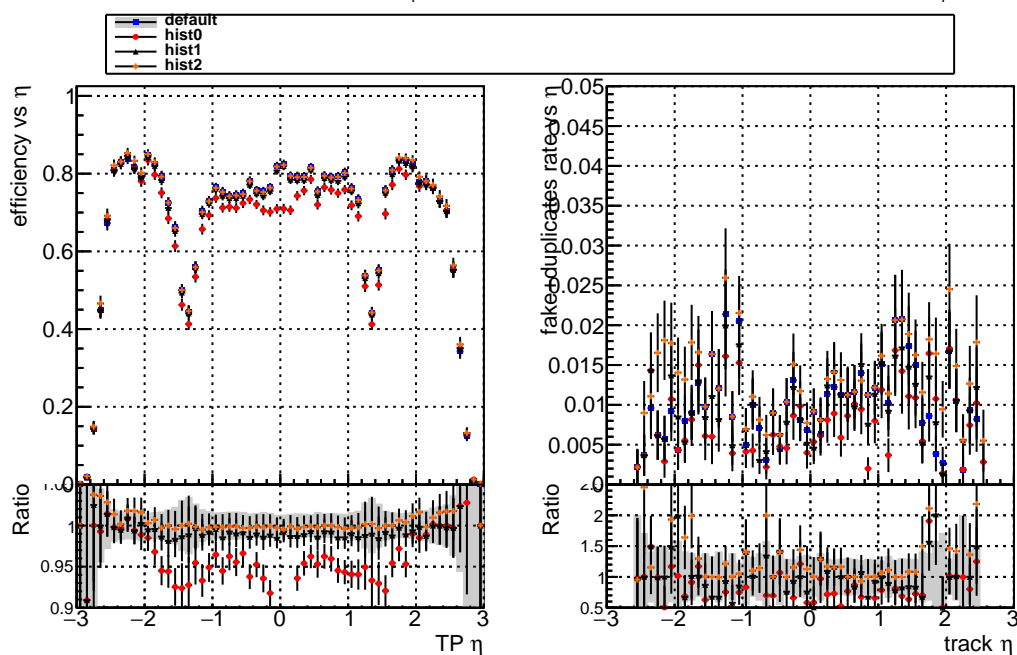 default
hist0
hist1
hist2
efficiency vs η
1
0.8
0.6
0.4
0.2
0
Ratio
1
0.95
0.9
−3 −2 −1 0 1 2 3
TP η
fake+duplicates rate vs η
0.05
0.045
0.04
0.035
0.03
0.025
0.02
0.015
0.01
0.005
0
Ratio
2
1.5
1
0.5
−3 −2 −1 0 1 2 3
track η